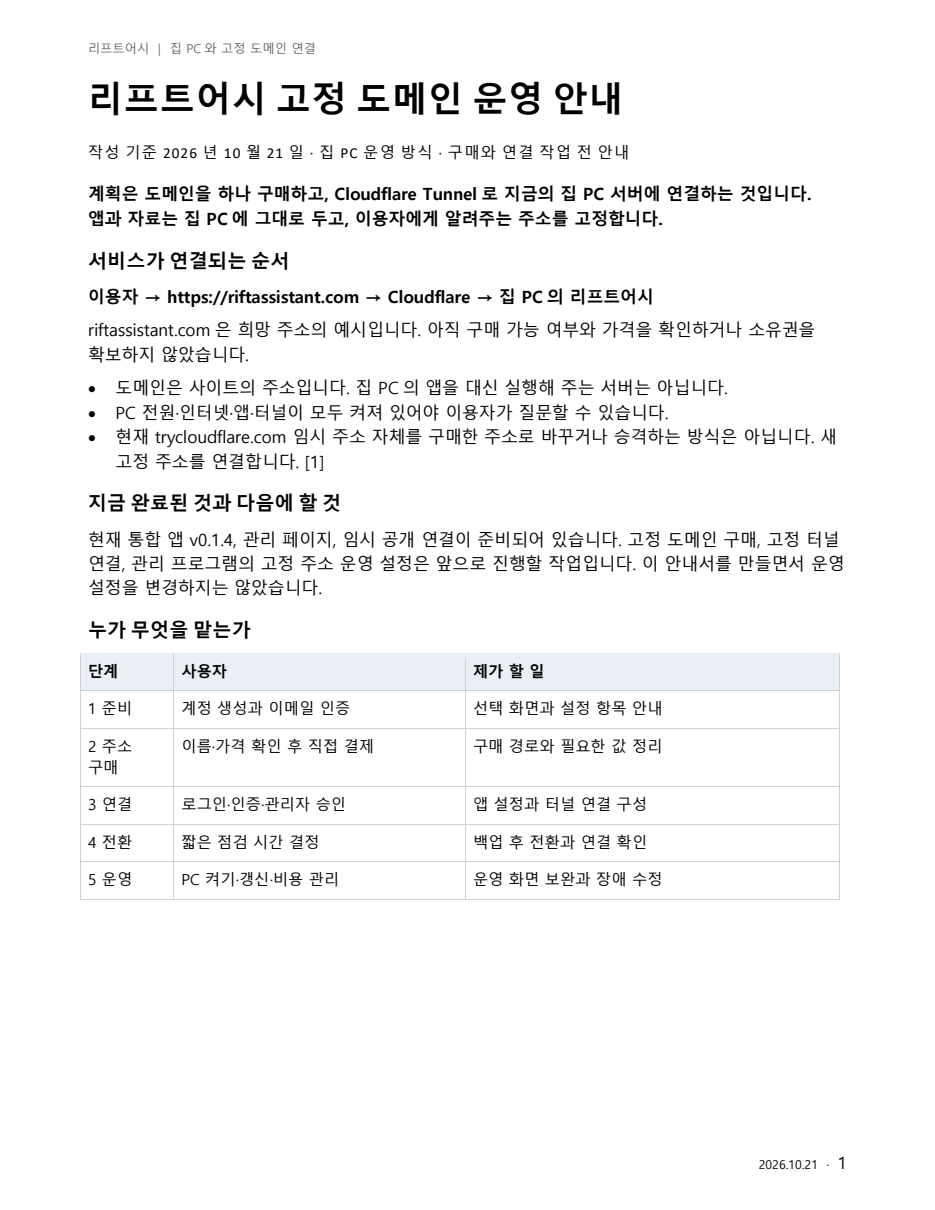 리프트어시 | 집 PC 와 고정 도메인 연결
리프트어시 고정 도메인 운영 안내
작성 기준 2026 년 10 월 21 일 · 집 PC 운영 방식 · 구매와 연결 작업 전 안내
계획은 도메인을 하나 구매하고, Cloudflare Tunnel 로 지금의 집 PC 서버에 연결하는 것입니다.
앱과 자료는 집 PC 에 그대로 두고, 이용자에게 알려주는 주소를 고정합니다.
서비스가 연결되는 순서
이용자 → https://riftassistant.com → Cloudflare → 집 PC 의 리프트어시
riftassistant.com 은 희망 주소의 예시입니다. 아직 구매 가능 여부와 가격을 확인하거나 소유권을
확보하지 않았습니다.
• 도메인은 사이트의 주소입니다. 집 PC 의 앱을 대신 실행해 주는 서버는 아닙니다.
• PC 전원·인터넷·앱·터널이 모두 켜져 있어야 이용자가 질문할 수 있습니다.
• 현재 trycloudflare.com 임시 주소 자체를 구매한 주소로 바꾸거나 승격하는 방식은 아닙니다. 새
고정 주소를 연결합니다. [1]
지금 완료된 것과 다음에 할 것
현재 통합 앱 v0.1.4, 관리 페이지, 임시 공개 연결이 준비되어 있습니다. 고정 도메인 구매, 고정 터널
연결, 관리 프로그램의 고정 주소 운영 설정은 앞으로 진행할 작업입니다. 이 안내서를 만들면서 운영
설정을 변경하지는 않았습니다.
누가 무엇을 맡는가
단계 사용자 제가 할 일
1 준비 계정 생성과 이메일 인증 선택 화면과 설정 항목 안내
2 주소 이름·가격 확인 후 직접 결제 구매 경로와 필요한 값 정리
구매
3 연결 로그인·인증·관리자 승인 앱 설정과 터널 연결 구성
4 전환 짧은 점검 시간 결정 백업 후 전환과 연결 확인
5 운영 PC 켜기·갱신·비용 관리 운영 화면 보완과 장애 수정
2026.10.21 · 1